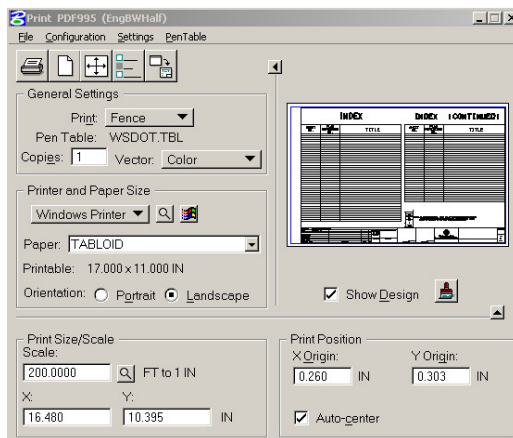 Print PDF995 (EngBWHalf)
File Configuration Settings PenTable
General Settings
Print: Fence
Pen Table: WSDOT.TBL
Copies: 1 Vector: Color
Printer and Paper Size
Windows Printer
Paper: TABLOID
Printable: 17.000 x 11.000 IN
Orientation: Portrait Landscape
INDEX INDEX (CONTINUED)
TITLE TITLE
Show Design
Print Size/Scale
Scale:
200.0000 FT to 1 IN
X: Y:
16.480 10.395 IN
Print Position
X Origin: Y Origin:
0.260 IN 0.303 IN
Auto-center